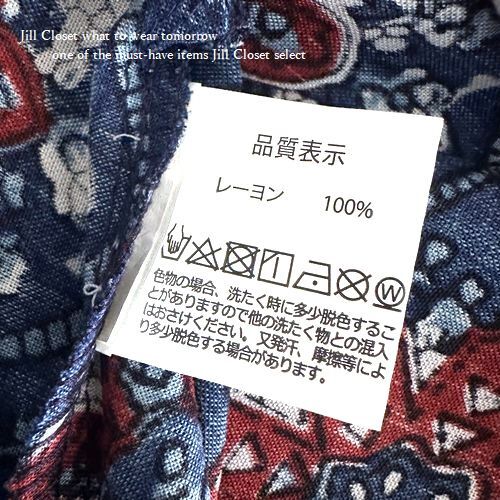 Jill Closet what to wear tomorrow
one of the must-have items Jill Closet select
品質表示
レーヨン 100%
W
色物の場合、洗たく時に多少脱色するこ
とがありますので他の洗たく物との混入
はおさけください。又発汗、摩擦等によ
り多少脱色する場合があります。